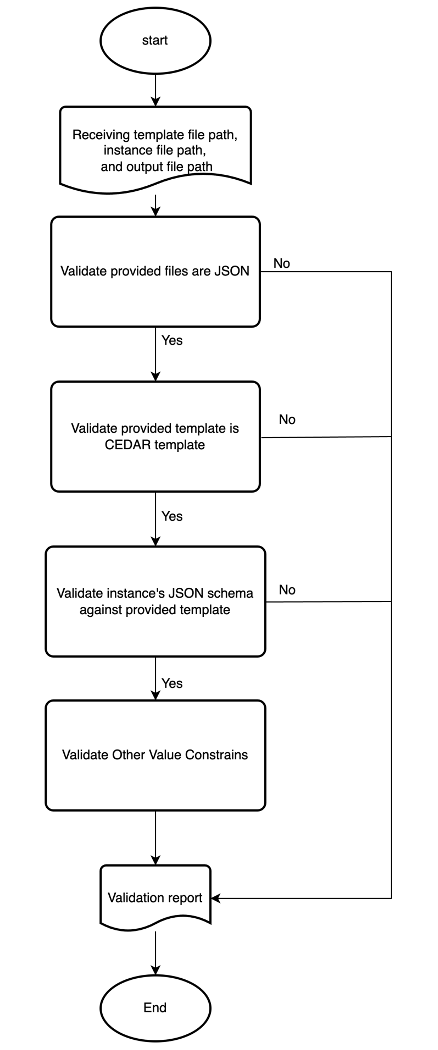 start
Receiving template file path,
instance file path,
and output file path
Validate provided files are JSON
No
Yes
Validate provided template is
CEDAR template
No
Yes
Validate instance's JSON schema
against provided template
No
Yes
Validate Other Value Constrains
Validation report
End